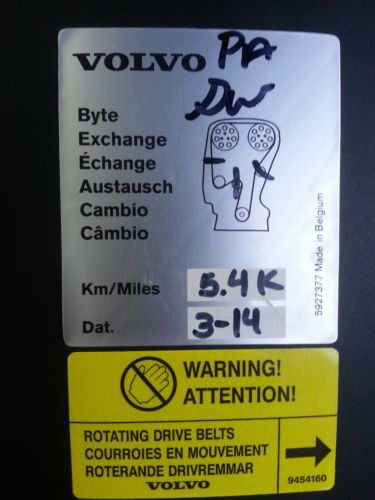 VOLVO PA
DW
Byte
Exchange
Échange
Austausch
Cambio
Câmbio
Km/Miles 5.4K
Dat. 3-14
5927377 Made in Belgium
WARNING!
ATTENTION!
ROTATING DRIVE BELTS
COURROIES EN MOUVEMENT
ROTERANDE DRIVREMMAR
VOLVO
9454160